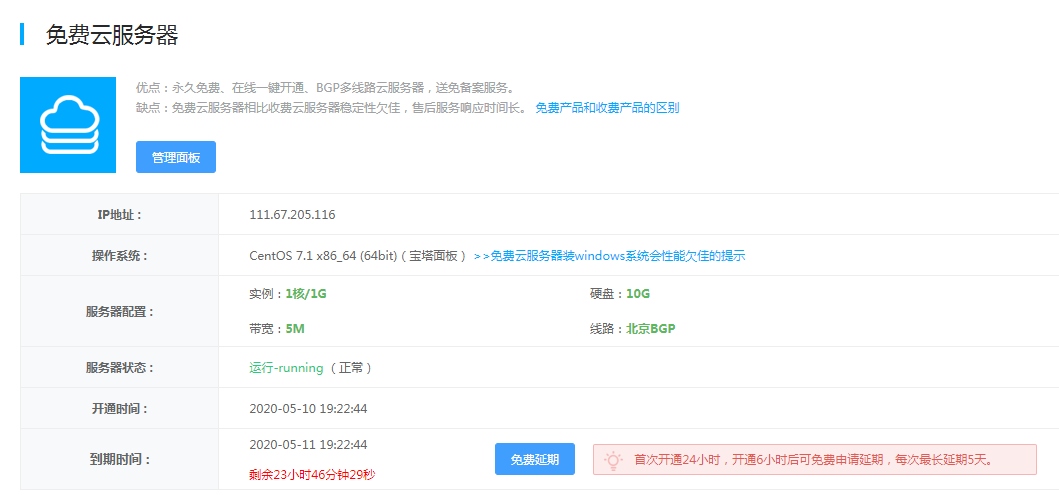 免费云服务器
优点：永久免费、在线一键开通、BGP多线路云服务器，送免备案服务。
缺点：免费云服务器相比收费云服务器稳定性欠佳，售后服务响应时间长。 免费产品和收费产品的区别
管理面板
IP地址： 111.67.205.116
操作系统： CentOS 7.1 x86_64 (64bit)（宝塔面板） >>免费云服务器装windows系统会性能欠佳的提示
服务器配置：
实例：1核/1G 硬盘：10G
带宽：5M 线路：北京BGP
服务器状态： 运行-running （正常）
开通时间： 2020-05-10 19:22:44
到期时间： 2020-05-11 19:22:44
剩余23小时46分钟29秒
免费延期 首次开通24小时，开通6小时后可免费申请延期，每次最长延期5天。